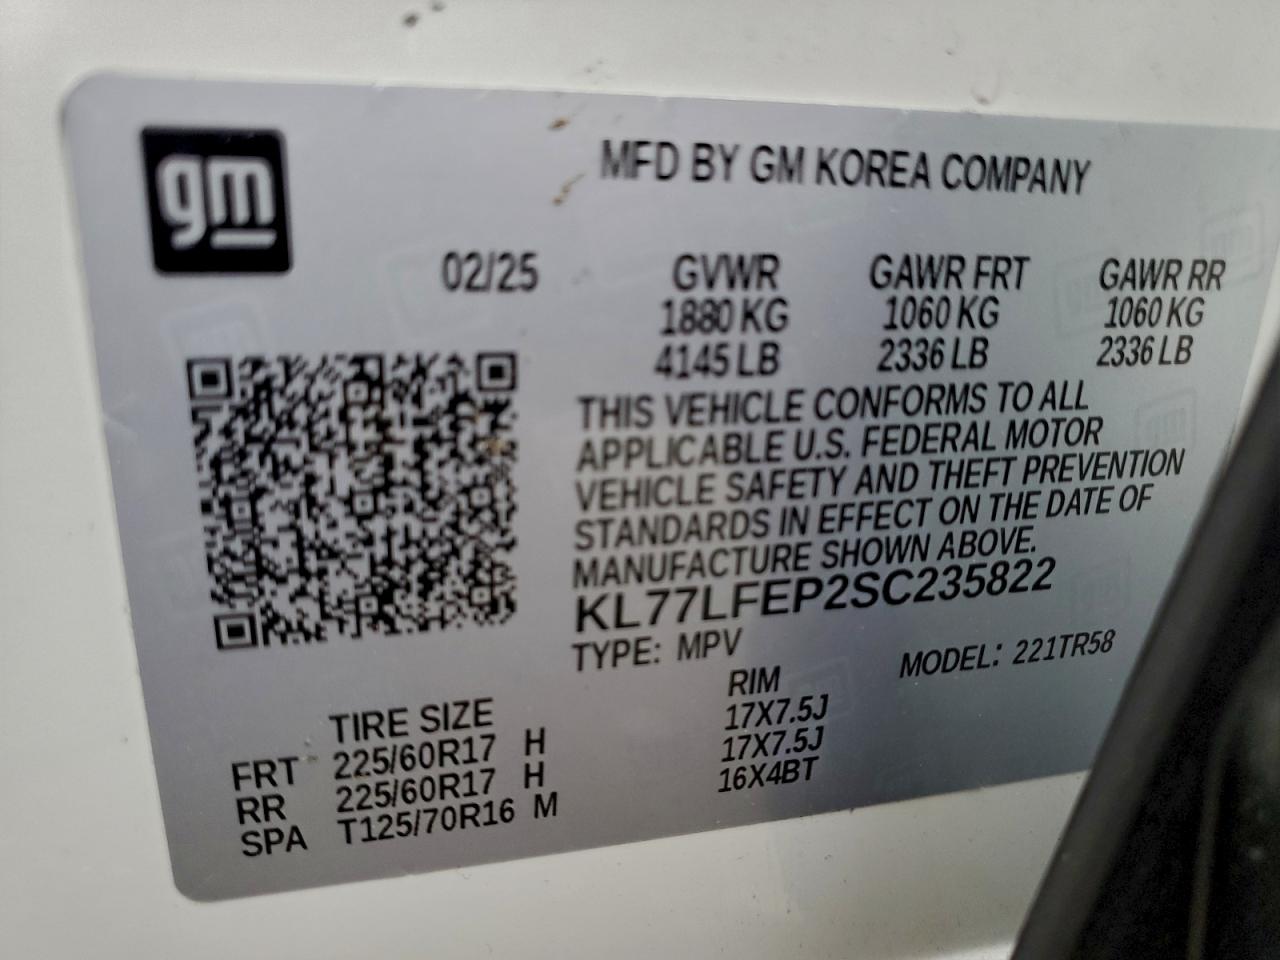 gm
MFD BY GM KOREA COMPANY
02/25 GVWR GAWR FRT GAWR RR
1880 KG 1060 KG 1060 KG
4145 LB 2336 LB 2336 LB
THIS VEHICLE CONFORMS TO ALL
APPLICABLE U.S. FEDERAL MOTOR
VEHICLE SAFETY AND THEFT PREVENTION
STANDARDS IN EFFECT ON THE DATE OF
MANUFACTURE SHOWN ABOVE.
KL77LFEP2SC235822
TYPE: MPV MODEL: 221TR58
TIRE SIZE RIM
FRT 225/60R17 H 17X7.5J
RR 225/60R17 H 17X7.5J
SPA T125/70R16 M 16X4BT